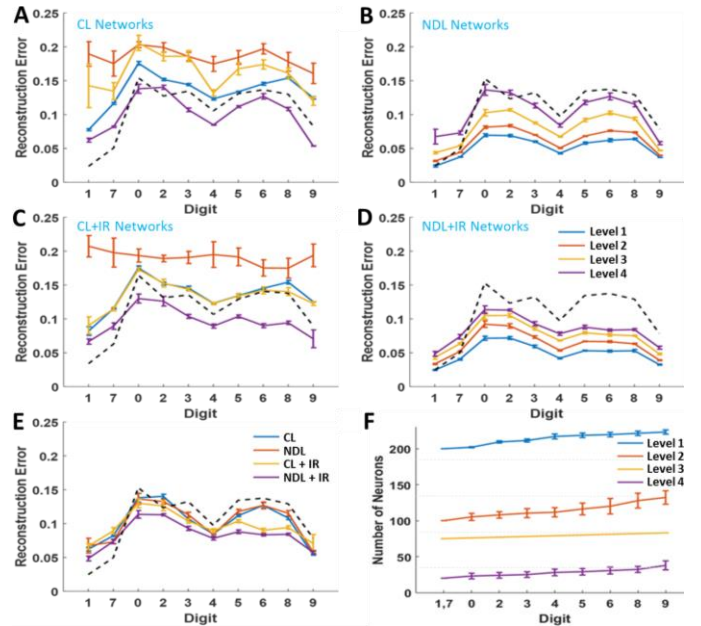 A
CL Networks
Reconstruction Error
0.25
0.2
0.15
0.1
0.05
0
1 7 0 2 3 4 5 6 8 9
Digit
B
NDL Networks
Reconstruction Error
0.25
0.2
0.15
0.1
0.05
0
1 7 0 2 3 4 5 6 8 9
Digit
C
CL+IR Networks
Reconstruction Error
0.25
0.2
0.15
0.1
0.05
0
1 7 0 2 3 4 5 6 8 9
Digit
D
NDL+IR Networks
Level 1
Level 2
Level 3
Level 4
Reconstruction Error
0.25
0.2
0.15
0.1
0.05
0
1 7 0 2 3 4 5 6 8 9
Digit
E
CL
NDL
CL + IR
NDL + IR
Reconstruction Error
0.25
0.2
0.15
0.1
0.05
0
1 7 0 2 3 4 5 6 8 9
Digit
F
Level 1
Level 2
Level 3
Level 4
Number of Neurons
200
150
100
50
0
1,7 0 2 3 4 5 6 8 9
Digit